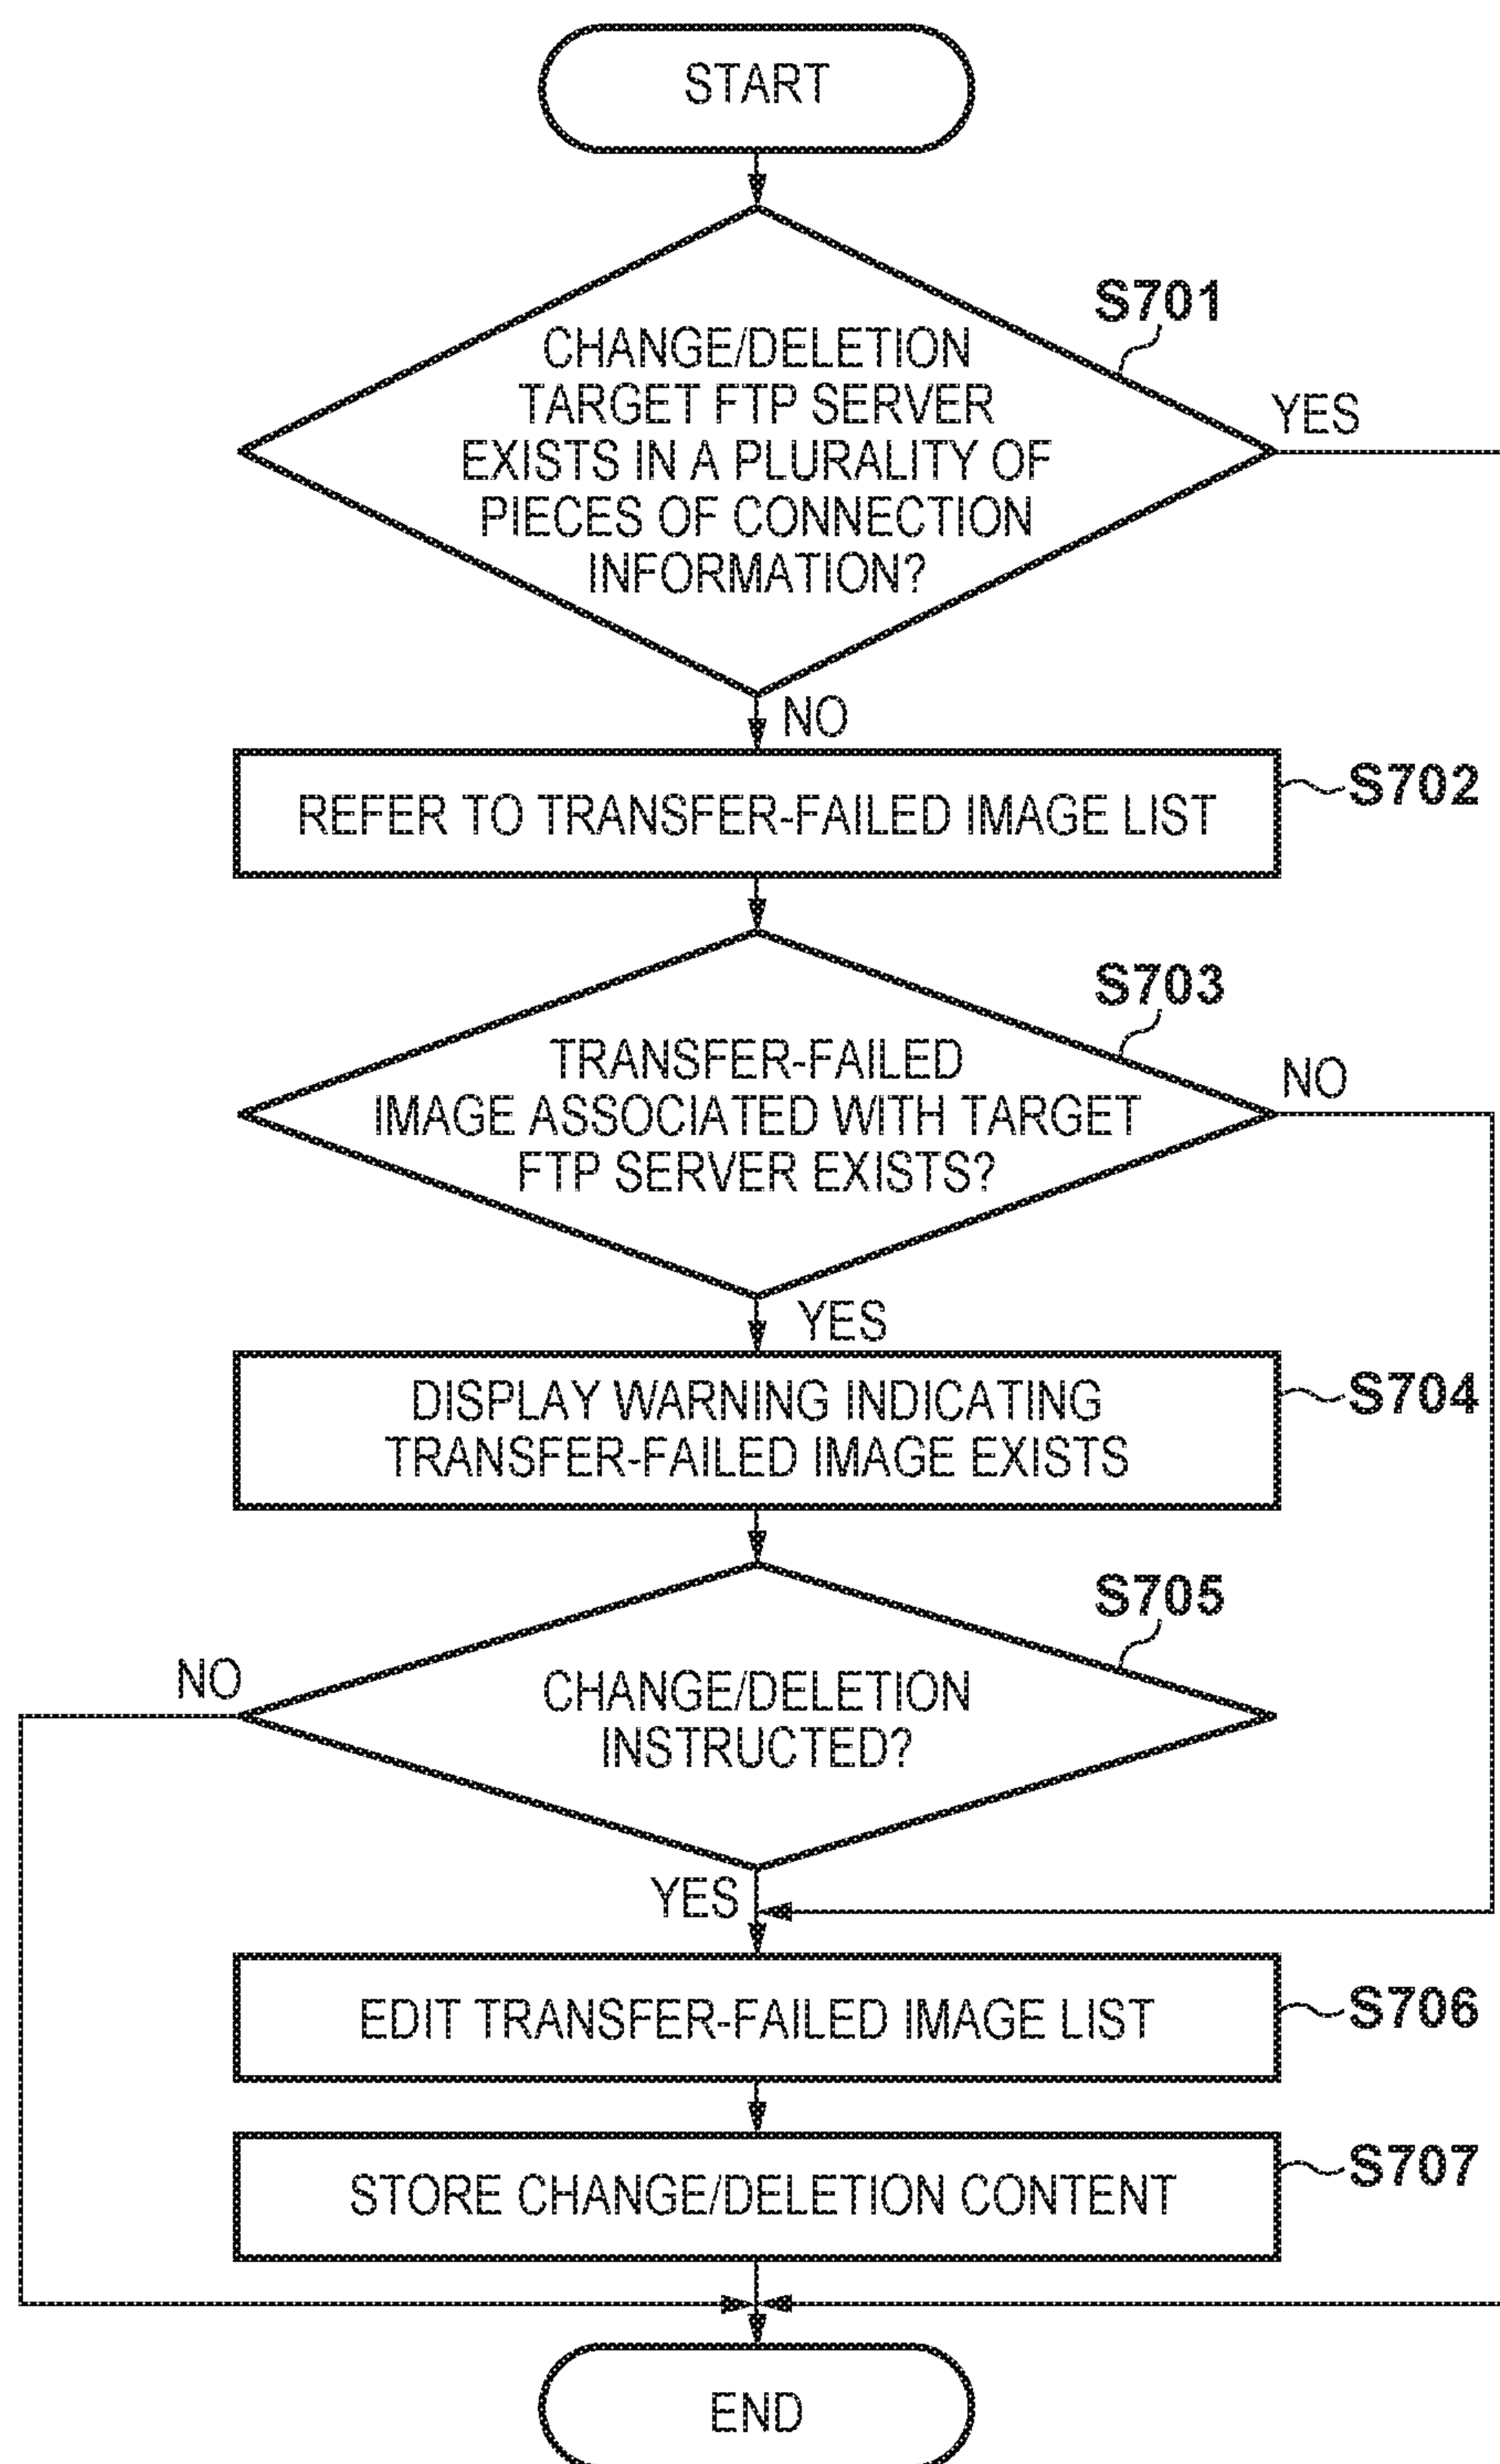 START
S701
CHANGE/DELETION
TARGET FTP SERVER
EXISTS IN A PLURALITY OF
PIECES OF CONNECTION
INFORMATION?
YES
NO
REFER TO TRANSFER-FAILED IMAGE LIST
S702
S703
TRANSFER-FAILED
IMAGE ASSOCIATED WITH TARGET
FTP SERVER EXISTS?
NO
YES
DISPLAY WARNING INDICATING
TRANSFER-FAILED IMAGE EXISTS
S704
S705
CHANGE/DELETION
INSTRUCTED?
NO
YES
EDIT TRANSFER-FAILED IMAGE LIST
S706
STORE CHANGE/DELETION CONTENT
S707
END